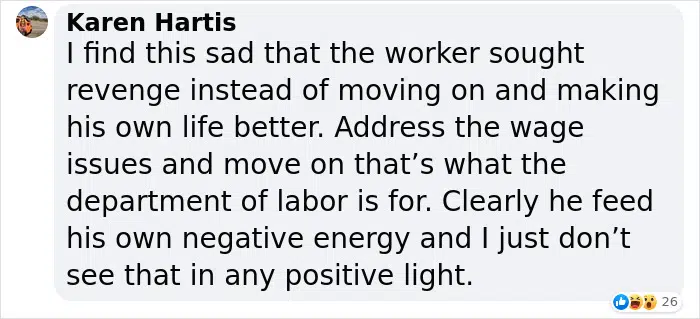 Karen Hartis
I find this sad that the worker sought
revenge instead of moving on and making
his own life better. Address the wage
issues and move on that’s what the
department of labor is for. Clearly he feed
his own negative energy and I just don’t
see that in any positive light.
26